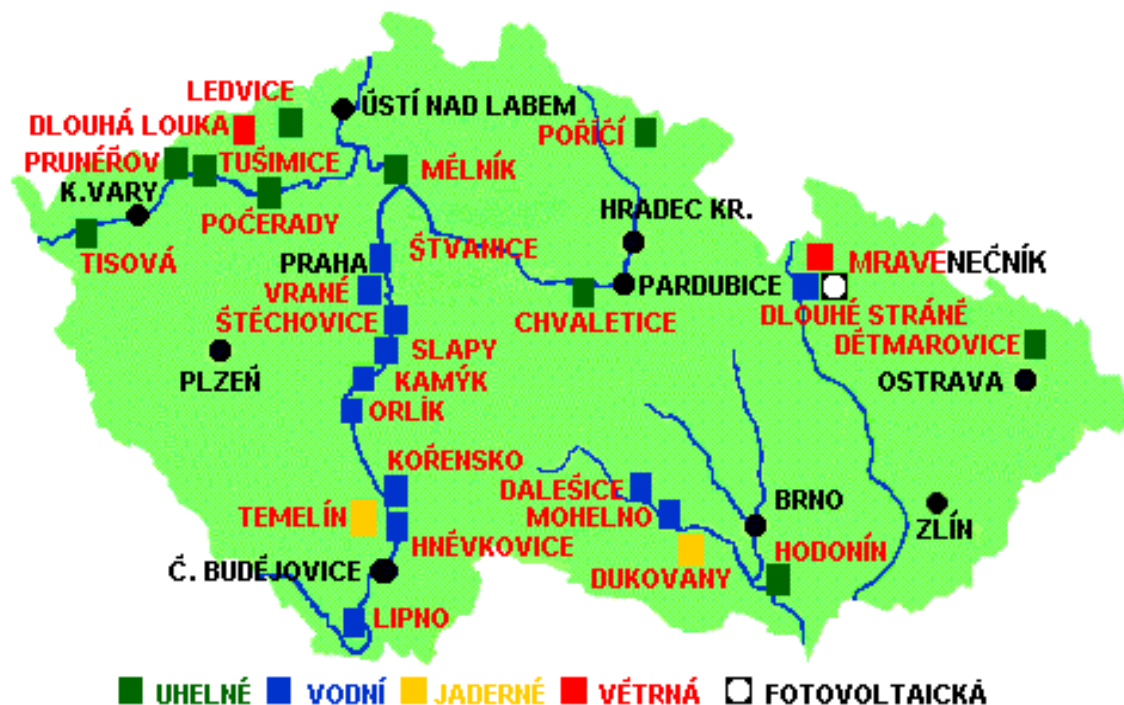 LEDVICE
ÚSTÍ NAD LABEM
DLOUHÁ LOUKA
POŘÍČÍ
PRUNÉŘOV
TUŠIMICE
MĚLNÍK
K.VARY
POČERADY
HRADEC KR.
TISOVÁ
ŠTVANICE
PRAHA
MRAVENEČNÍK
VRANÉ
PARDUBICE
DLOUHÉ STRÁNĚ
ŠTĚCHOVICE
CHVALETICE
SLAPY
DĚTMAROVICE
PLZEŇ
KAMÝK
OSTRAVA
ORLÍK
KOŘENSKO
DALEŠICE
BRNO
TEMELÍN
MOHELNO
ZLÍN
HNĚVKOVICE
HODONÍN
Č. BUDĚJOVICE
DUKOVANY
LIPNO
UHELNÉ VODNÍ JADERNÉ VĚTRNÁ FOTOVOLTAICKÁ